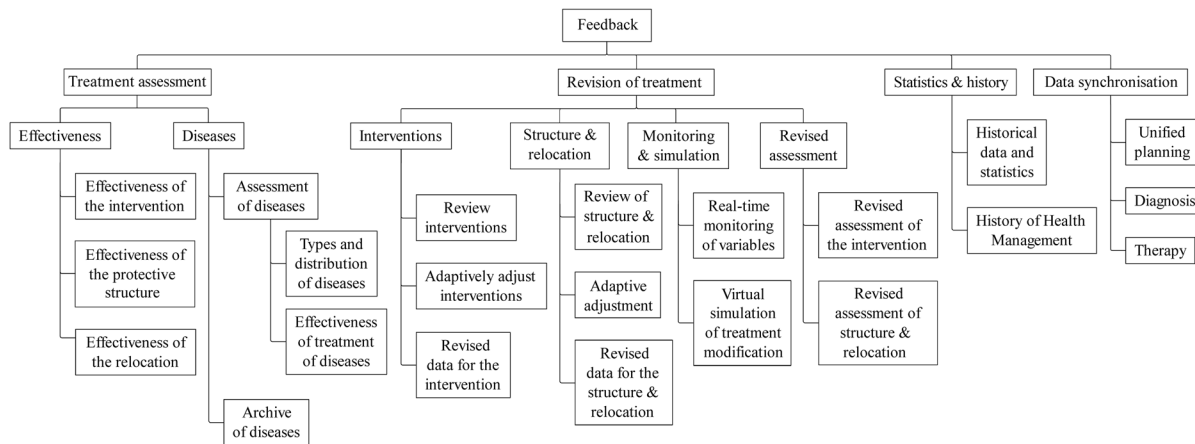 Feedback
Treatment assessment
Revision of treatment
Statistics & history
Data synchronisation
Effectiveness
Diseases
Interventions
Structure &
relocation
Monitoring
& simulation
Revised
assessment
Historical
data and
statistics
Unified
planning
Effectiveness of
the intervention
Effectiveness of
the protective
structure
Effectiveness of
the relocation
Assessment
of diseases
Types and
distribution
of diseases
Effectiveness
of treatment
of diseases
Archive
of diseases
Review
interventions
Adaptively adjust
interventions
Revised
data for the
intervention
Review of
structure &
relocation
Adaptive
adjustment
Revised
data for the
structure &
relocation
Real-time
monitoring
of variables
Virtual
simulation
of treatment
modification
Revised
assessment of
the intervention
Revised
assessment of
structure &
relocation
History of Health
Management
Diagnosis
Therapy